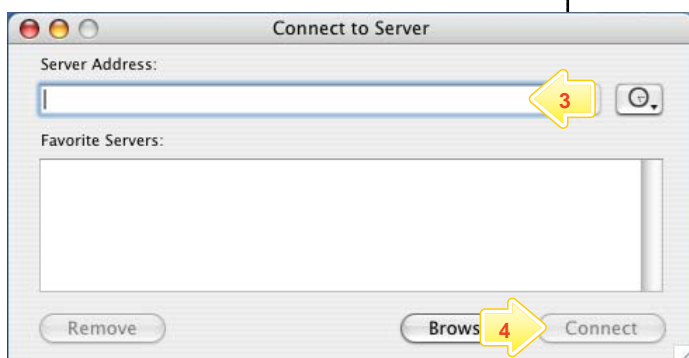 Connect to Server
Server Address:
3
Favorite Servers:
Remove
Brows
4
Connect